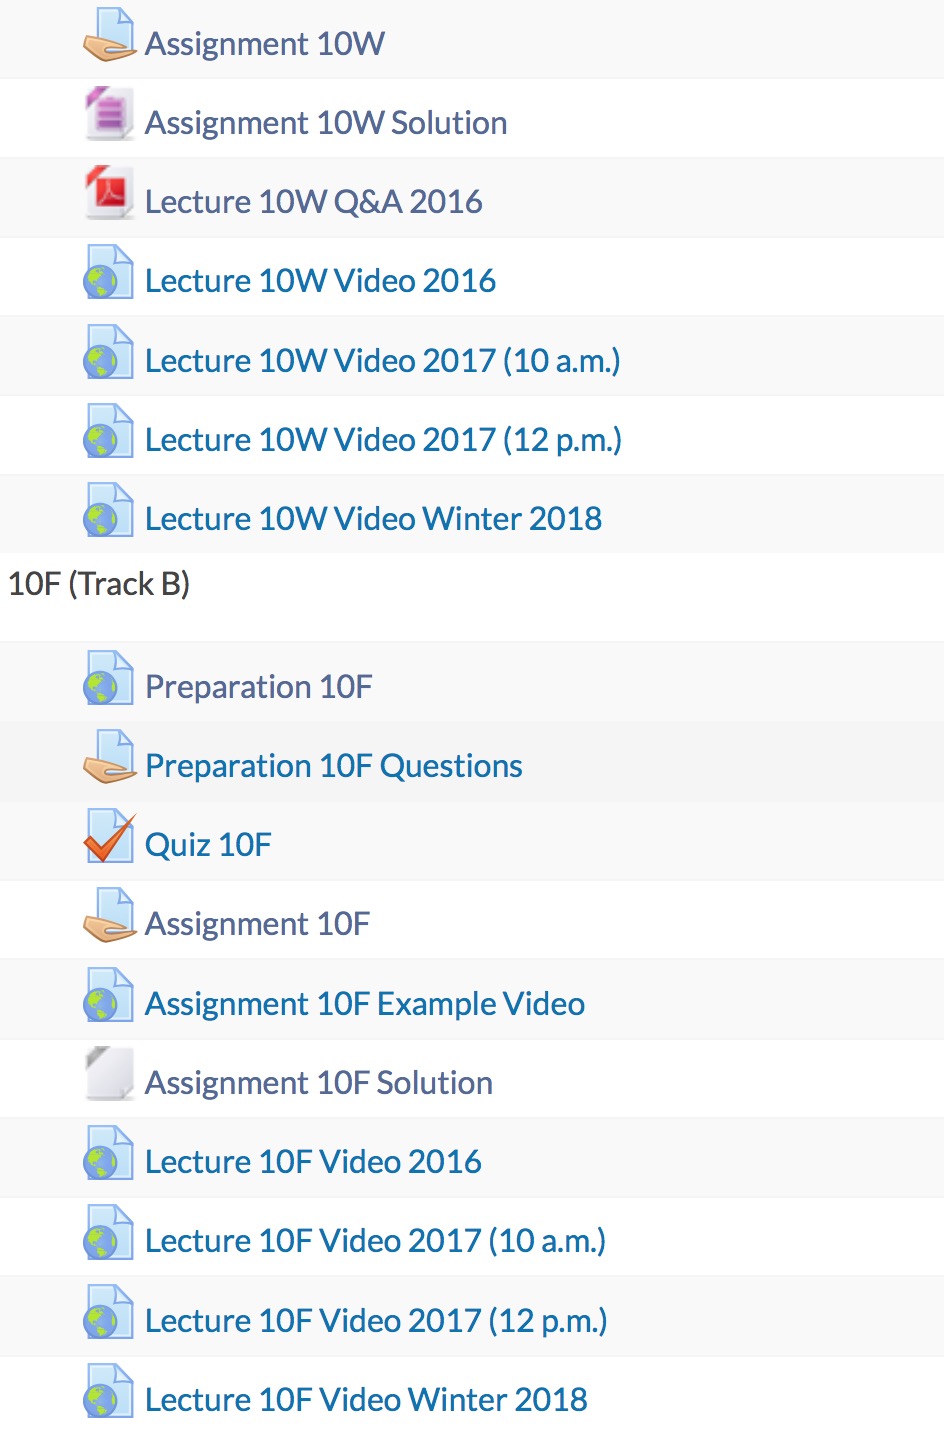 Assignment 10W
Assignment 10W Solution
Lecture 10W Q&A 2016
Lecture 10W Video 2016
Lecture 10W Video 2017 (10 a.m.)
Lecture 10W Video 2017 (12 p.m.)
Lecture 10W Video Winter 2018
10F (Track B)
Preparation 10F
Preparation 10F Questions
Quiz 10F
Assignment 10F
Assignment 10F Example Video
Assignment 10F Solution
Lecture 10F Video 2016
Lecture 10F Video 2017 (10 a.m.)
Lecture 10F Video 2017 (12 p.m.)
Lecture 10F Video Winter 2018